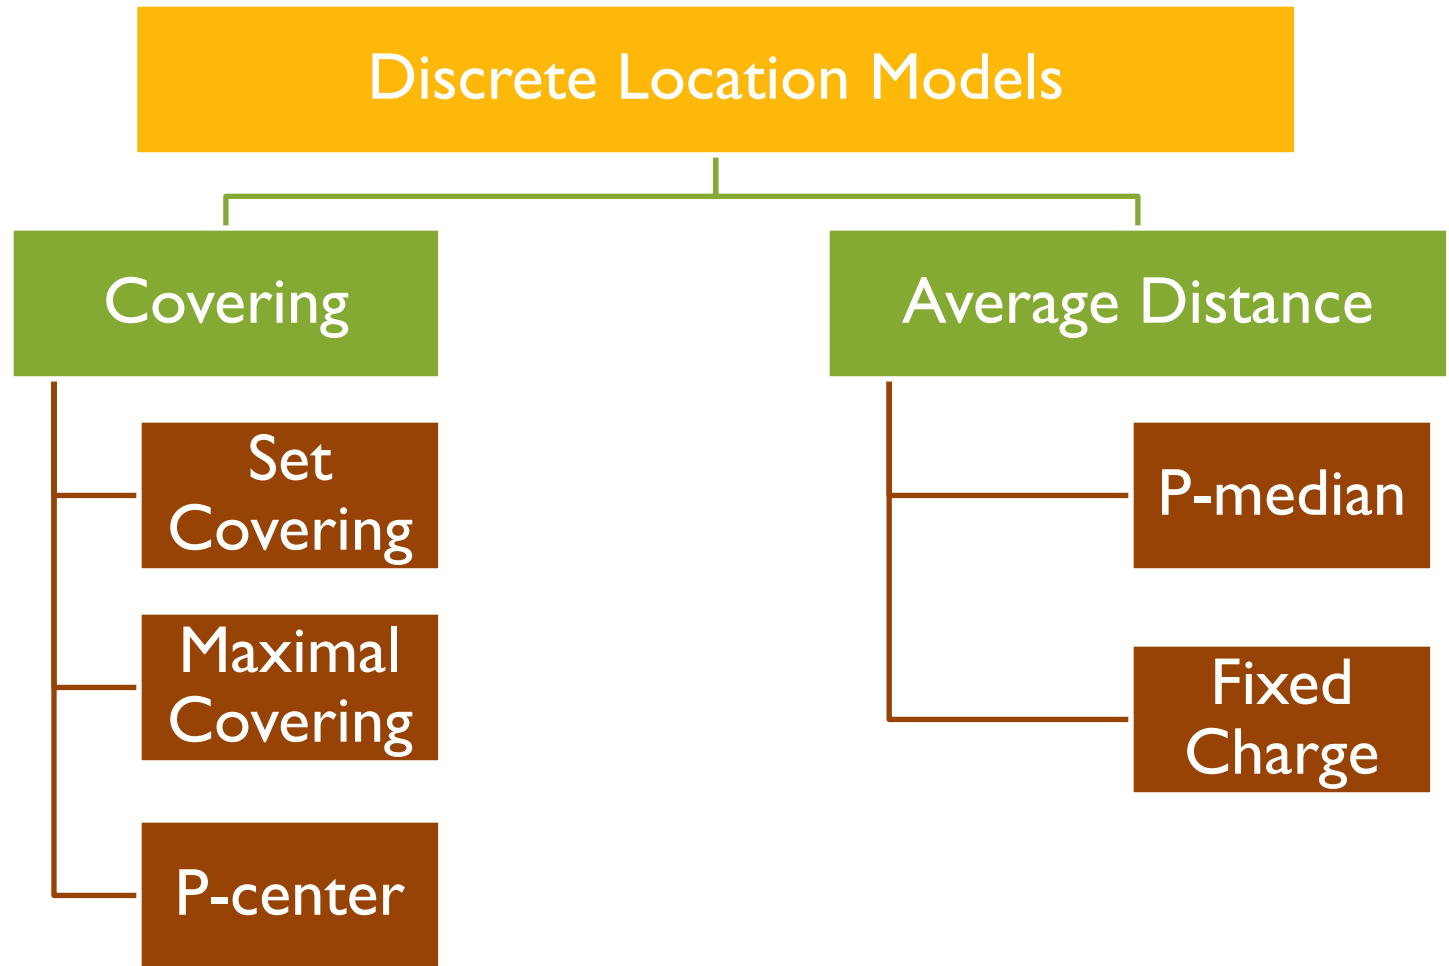 Discrete Location Models
Covering
Average Distance
Set
Covering
P-median
Maximal
Covering
Fixed
Charge
P-center